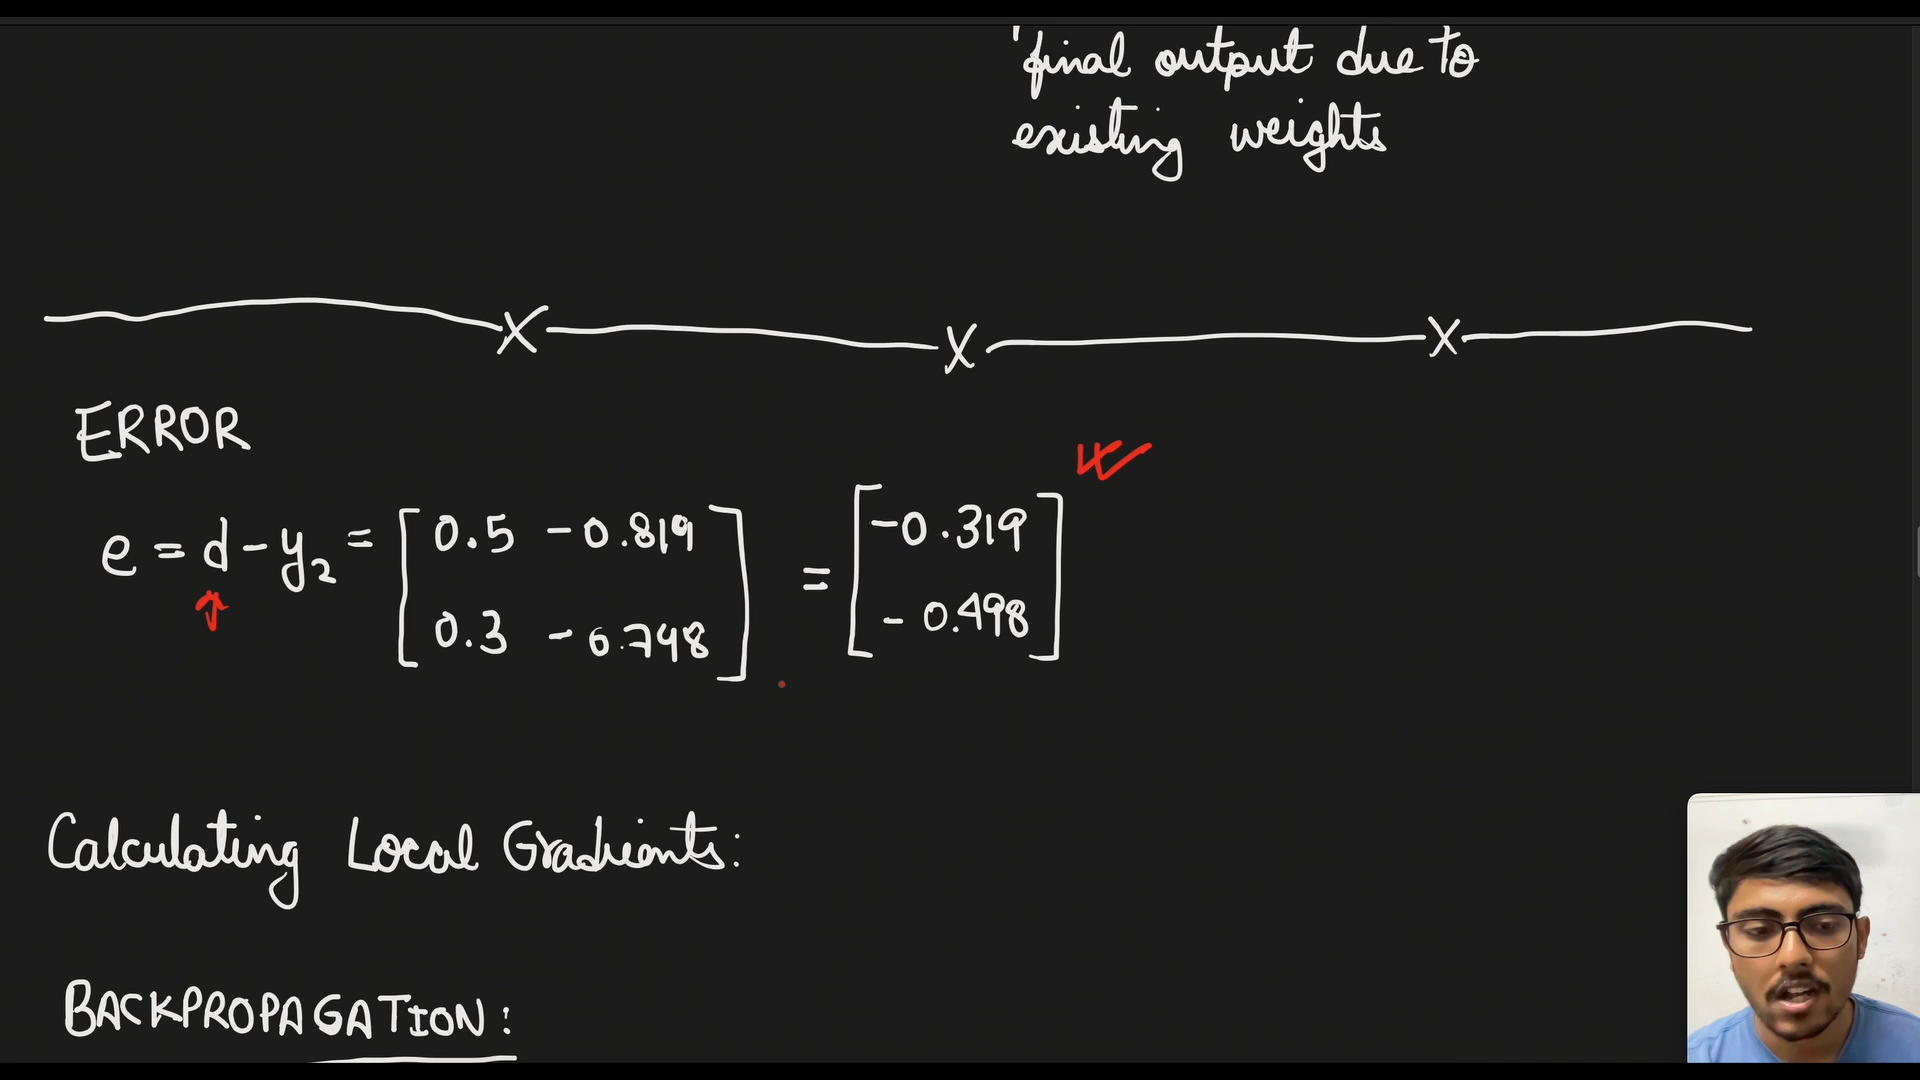 final output due to
existing weights
X X X
ERROR
e = d - y₂ = [ 0.5 - 0.819 ] = [ -0.319 ]
[ 0.3 - 0.748 ] [ - 0.498 ]
Calculating Local Gradients:
BACKPROPAGATION: